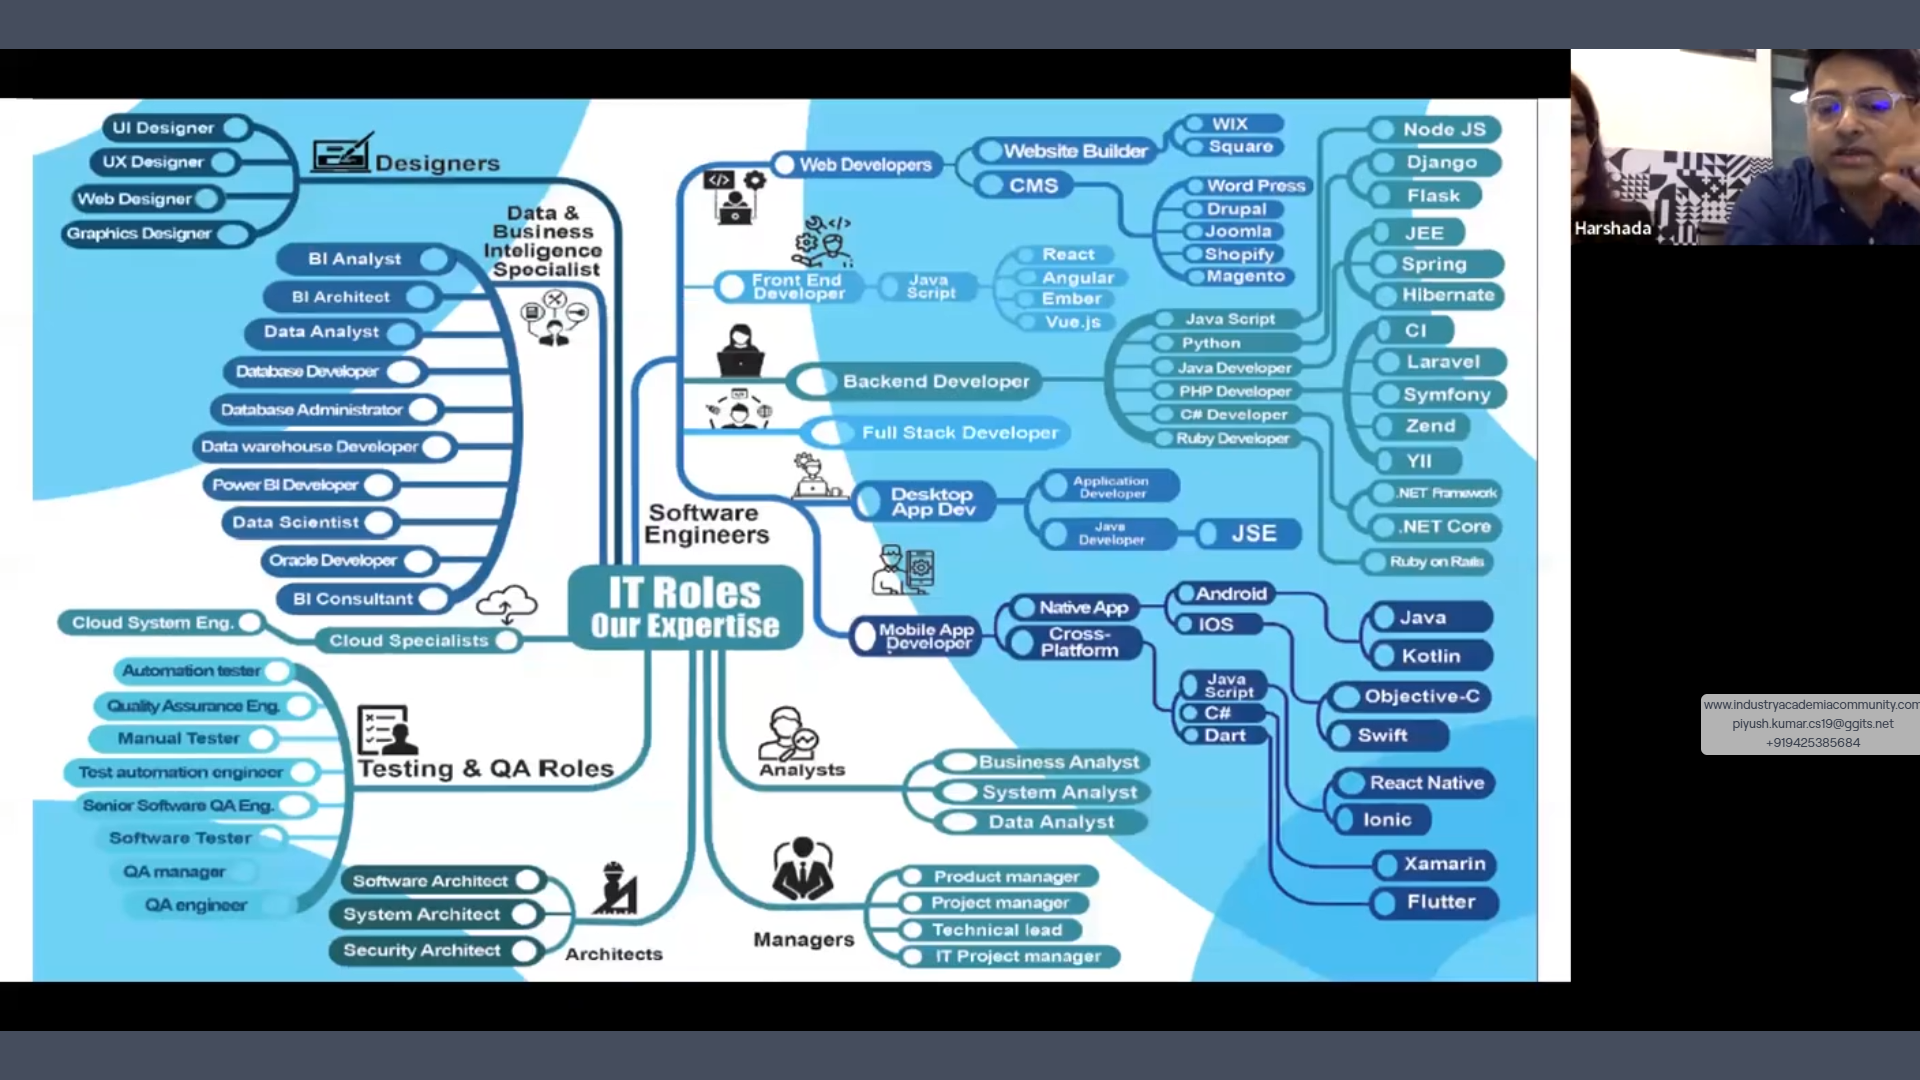 UI Designer
UX Designer
Web Designer
Graphics Designer
Designers
Data &
Business
Inteligence
Specialist
BI Analyst
BI Architect
Data Analyst
Database Developer
Database Administrator
Data warehouse Developer
Power BI Developer
Data Scientist
Oracle Developer
BI Consultant
Cloud System Eng.
Cloud Specialists
Automation tester
Quality Assurance Eng.
Manual Tester
Test automation engineer
Senior Software QA Eng.
Software Tester
QA manager
QA engineer
Testing & QA Roles
Software Architect
System Architect
Security Architect
Architects
IT Roles
Our Expertise
Software
Engineers
Web Developers
Website Builder
WIX
Square
CMS
Word Press
Drupal
Joomla
Shopify
Magento
Front End
Developer
Java
Script
React
Angular
Ember
Vue.js
Backend Developer
Java Script
Python
Java Developer
PHP Developer
C# Developer
Ruby Developer
Node JS
Django
Flask
JEE
Spring
Hibernate
CI
Laravel
Symfony
Zend
YII
.NET Framework
.NET Core
Ruby on Rails
Full Stack Developer
Desktop
App Dev
Application
Developer
Java
Developer
JSE
Mobile App
Developer
Native App
Cross-
Platform
Android
IOS
Java
Kotlin
Objective-C
Swift
Java
Script
C#
Dart
React Native
Ionic
Xamarin
Flutter
Analysts
Business Analyst
System Analyst
Data Analyst
Managers
Product manager
Project manager
Technical lead
IT Project manager
Harshada
www.industryacademiacommunity.com
piyush.kumar.cs19@ggits.net
+919425385684